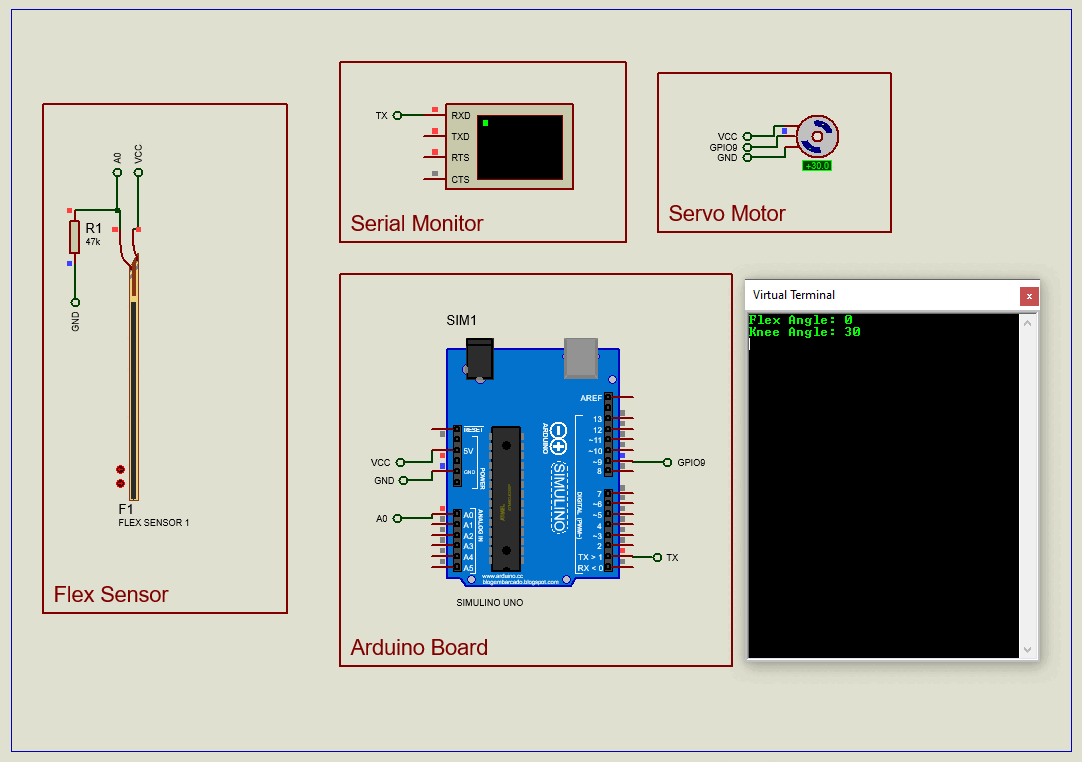 A0
VCC
R1
47k
GND
F1
FLEX SENSOR 1
Flex Sensor
TX
RXD
TXD
RTS
CTS
Serial Monitor
VCC
GPIO9
GND
+30.0
Servo Motor
SIM1
AREF
RESET
5V
GND
POWER
VCC
GND
A0
A0
A1
A2
A3
A4
A5
ANALOG IN
ARDUINO
SIMULINO
13
12
~11
~10
~9
8
7
~6
~5
4
~3
2
TX > 1
RX < 0
DIGITAL (PWM~)
GPIO9
TX
www.arduino.cc
blogembarcado.blogspot.com
SIMULINO UNO
Arduino Board
Virtual Terminal
x
Flex Angle: 0
Knee Angle: 30